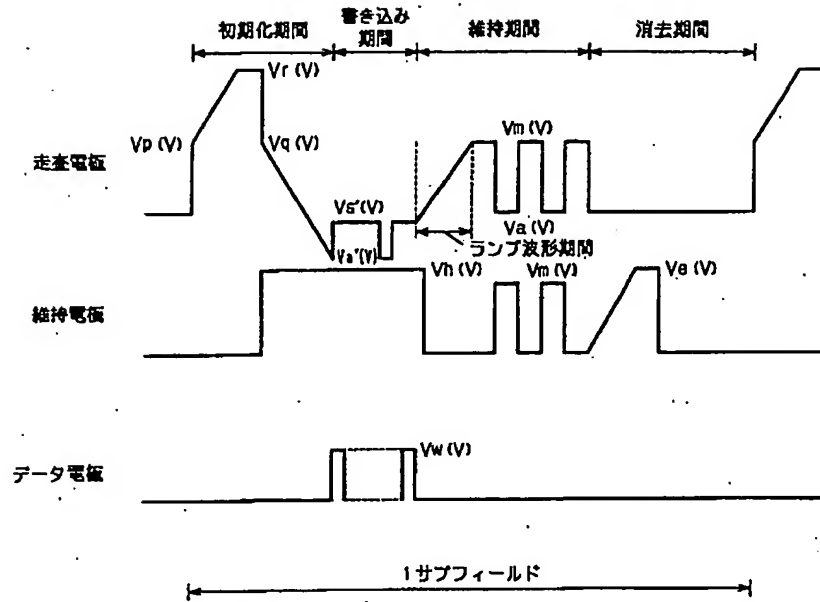 初期化期間
書き込み
期間
維持期間
消去期間
Vr(V)
Vp(V)
Vq(V)
Vm(V)
走査電極
Vs'(V)
Va(V)
ランプ波形期間
Va'(V)
Vh(V)
Vm(V)
Ve(V)
維持電極
Vw(V)
データ電極
1サブフィールド